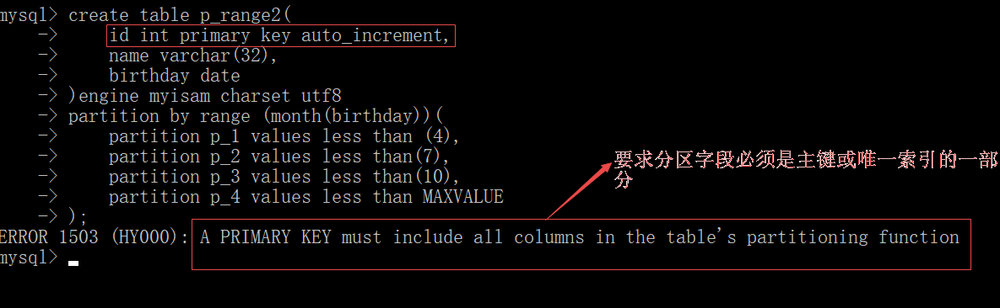 mysql> create table p_range2(
-> id int primary key auto_increment,
-> name varchar(32),
-> birthday date
-> )engine myisam charset utf8
-> partition by range (month(birthday))(
-> partition p_1 values less than (4),
-> partition p_2 values less than(7),
-> partition p_3 values less than(10),
-> partition p_4 values less than MAXVALUE
-> );
要求分区字段必须是主键或唯一索引的一部
分
ERROR 1503 (HY000): A PRIMARY KEY must include all columns in the table's partitioning function
mysql>